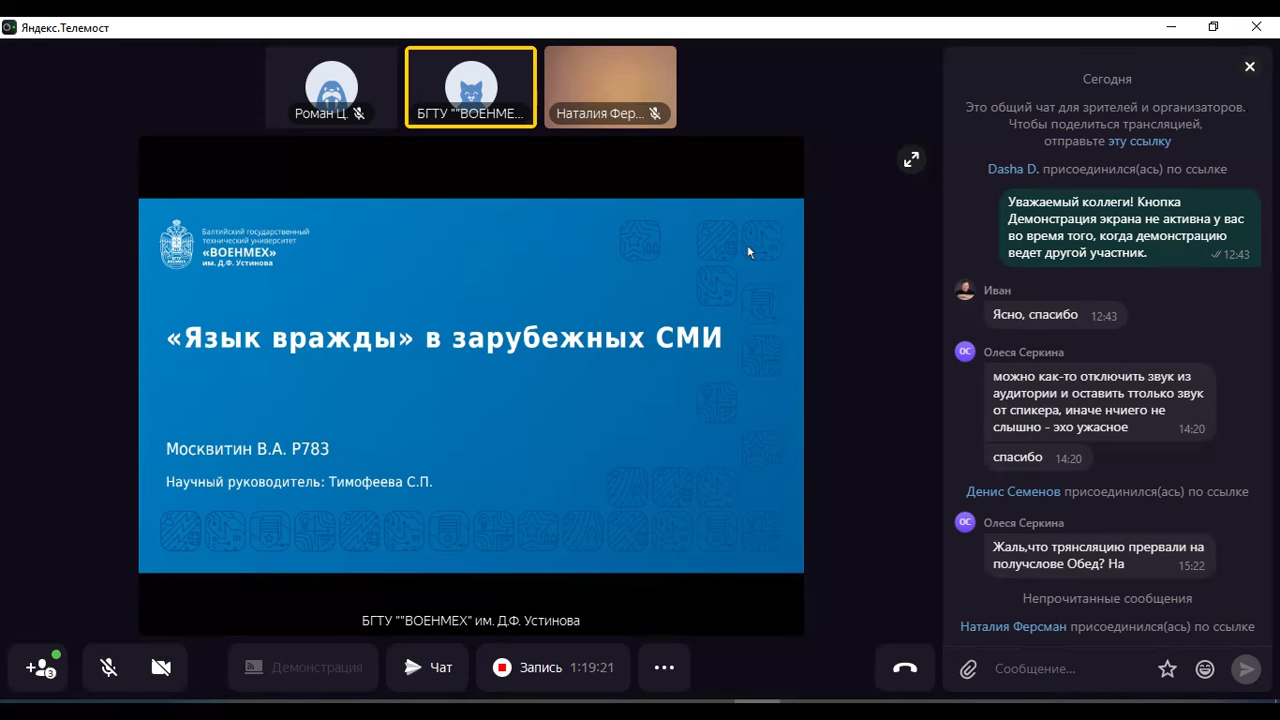 Яндекс.Телемост
Роман Ц.
БГТУ ""ВОЕНМЕ...
Наталия Фер...
Балтийский государственный
технический университет
«ВОЕНМЕХ»
им. Д.Ф. Устинова
«Язык вражды» в зарубежных СМИ
Москвитин В.А. Р783
Научный руководитель: Тимофеева С.П.
БГТУ ""ВОЕНМЕХ" им. Д.Ф. Устинова
3
Демонстрация
Чат
Запись 1:19:21
Сегодня
Это общий чат для зрителей и организаторов.
Чтобы поделиться трансляцией,
отправьте эту ссылку
Dasha D. присоединился(ась) по ссылке
Уважаемый коллеги! Кнопка
Демонстрация экрана не активна у вас
во время того, когда демонстрацию
ведет другой участник.
12:43
Иван
Ясно, спасибо 12:43
ОС Олеся Серкина
можно как-то отключить звук из
аудитории и оставить ттолько звук
от спикера, иначе нчиего не
слышно - эхо ужасное 14:20
спасибо 14:20
Денис Семенов присоединился(ась) по ссылке
ОС Олеся Серкина
Жаль,что трянсляцию прервали на
получслове Обед? На 15:22
Непрочитанные сообщения
Наталия Ферсман присоединился(ась) по ссылке
Сообщение...